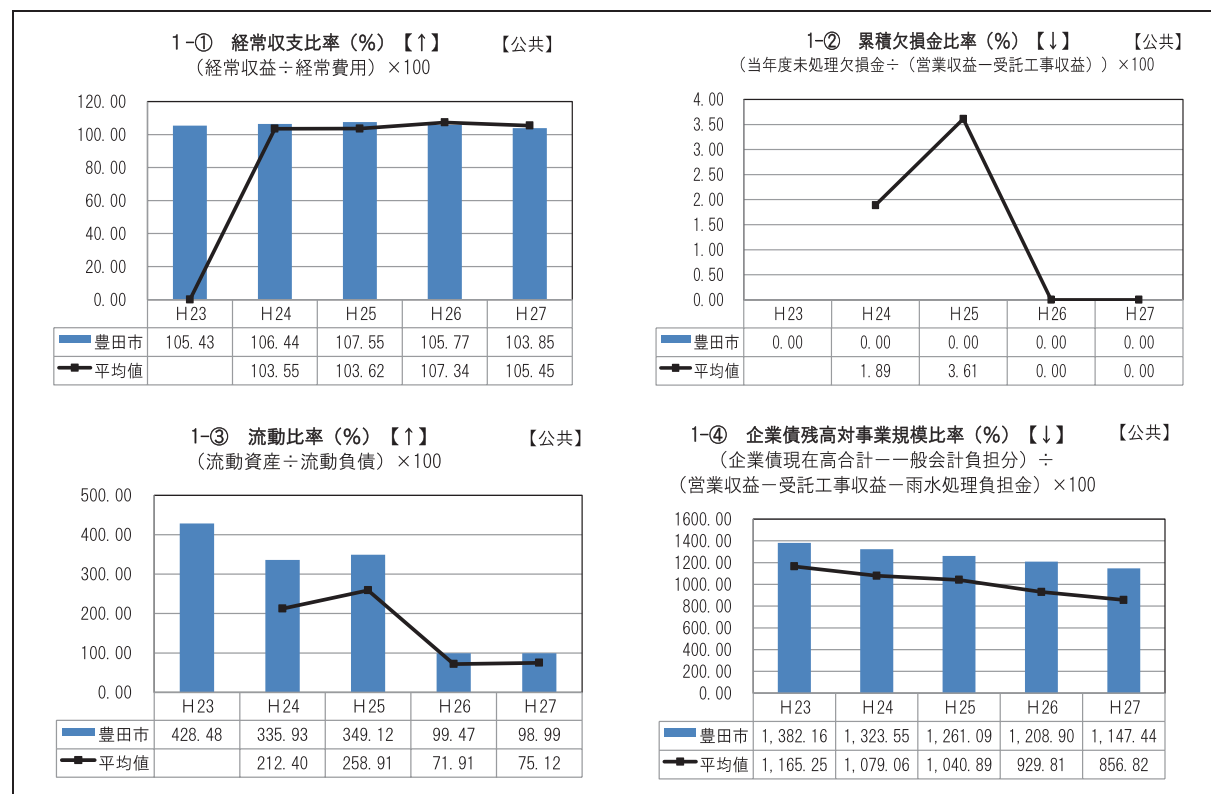 1-① 経常収支比率（%）【↑】 【公共】
（経常収益÷経常費用）×100
120.00
100.00
80.00
60.00
40.00
20.00
0.00
H23 H24 H25 H26 H27
豊田市 105.43 106.44 107.55 105.77 103.85
平均値 103.55 103.62 107.34 105.45
1-② 累積欠損金比率（%）【↓】 【公共】
（当年度未処理欠損金÷（営業収益－受託工事収益））×100
4.00
3.50
3.00
2.50
2.00
1.50
1.00
0.50
0.00
H23 H24 H25 H26 H27
豊田市 0.00 0.00 0.00 0.00 0.00
平均値 1.89 3.61 0.00 0.00
1-③ 流動比率（%）【↑】 【公共】
（流動資産÷流動負債）×100
500.00
400.00
300.00
200.00
100.00
0.00
H23 H24 H25 H26 H27
豊田市 428.48 335.93 349.12 99.47 98.99
平均値 212.40 258.91 71.91 75.12
1-④ 企業債残高対事業規模比率（%）【↓】 【公共】
（企業債現在高合計－一般会計負担分）÷
（営業収益－受託工事収益－雨水処理負担金）×100
1600.00
1400.00
1200.00
1000.00
800.00
600.00
400.00
200.00
0.00
H23 H24 H25 H26 H27
豊田市 1,382.16 1,323.55 1,261.09 1,208.90 1,147.44
平均値 1,165.25 1,079.06 1,040.89 929.81 856.82